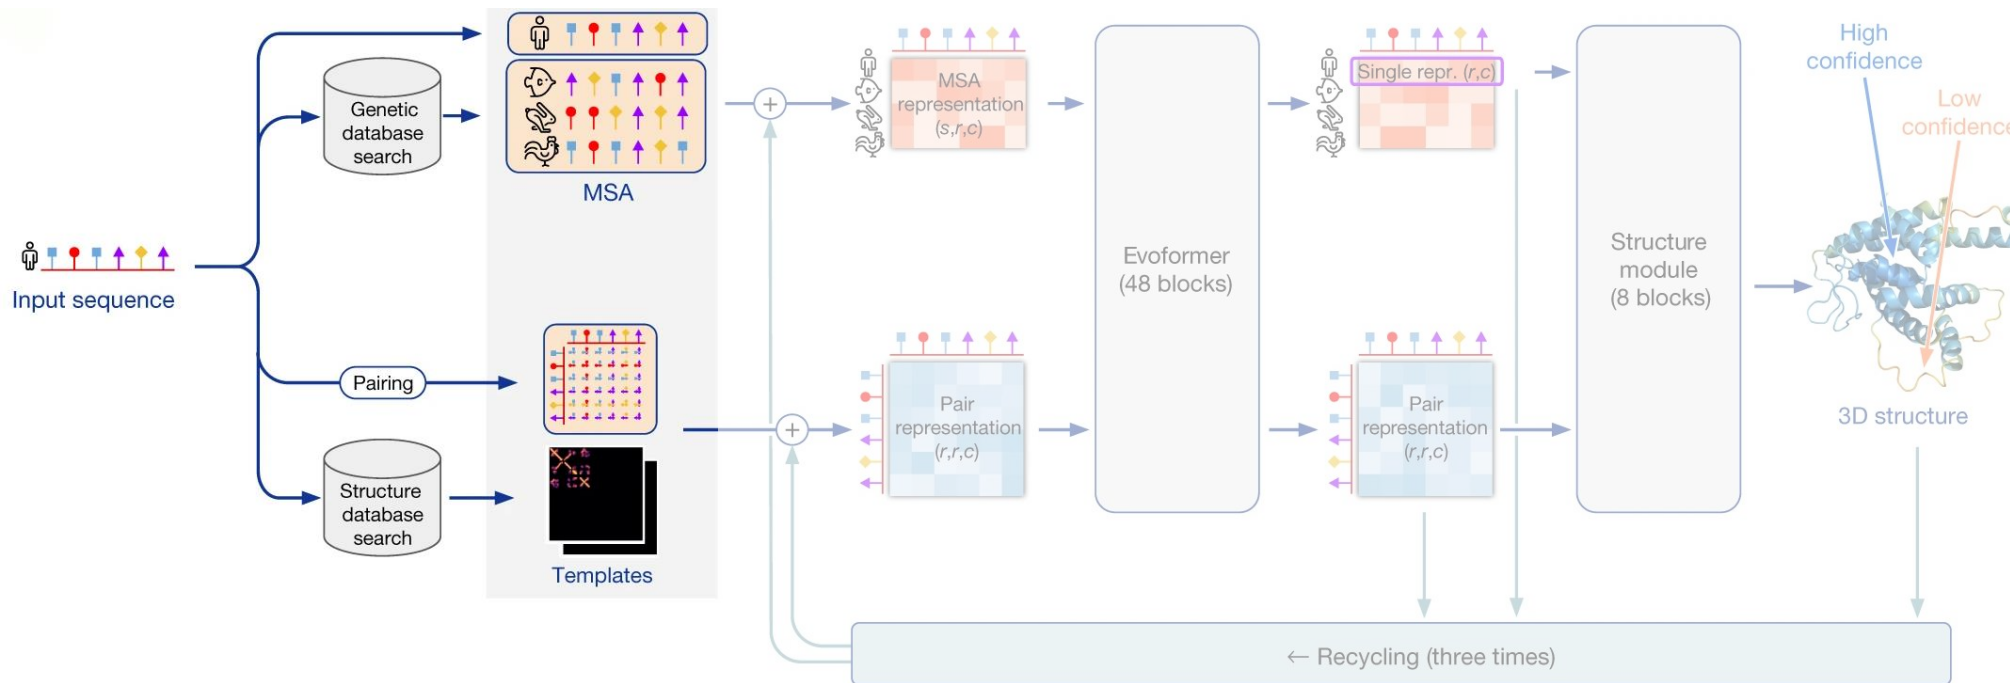 Input sequence
Genetic
database
search
Pairing
Structure
database
search
MSA
Templates
+
+
MSA
representation
(s,r,c)
Pair
representation
(r,r,c)
Evoformer
(48 blocks)
Single repr. (r,c)
Pair
representation
(r,r,c)
Structure
module
(8 blocks)
High
confidence
Low
confidence
3D structure
← Recycling (three times)